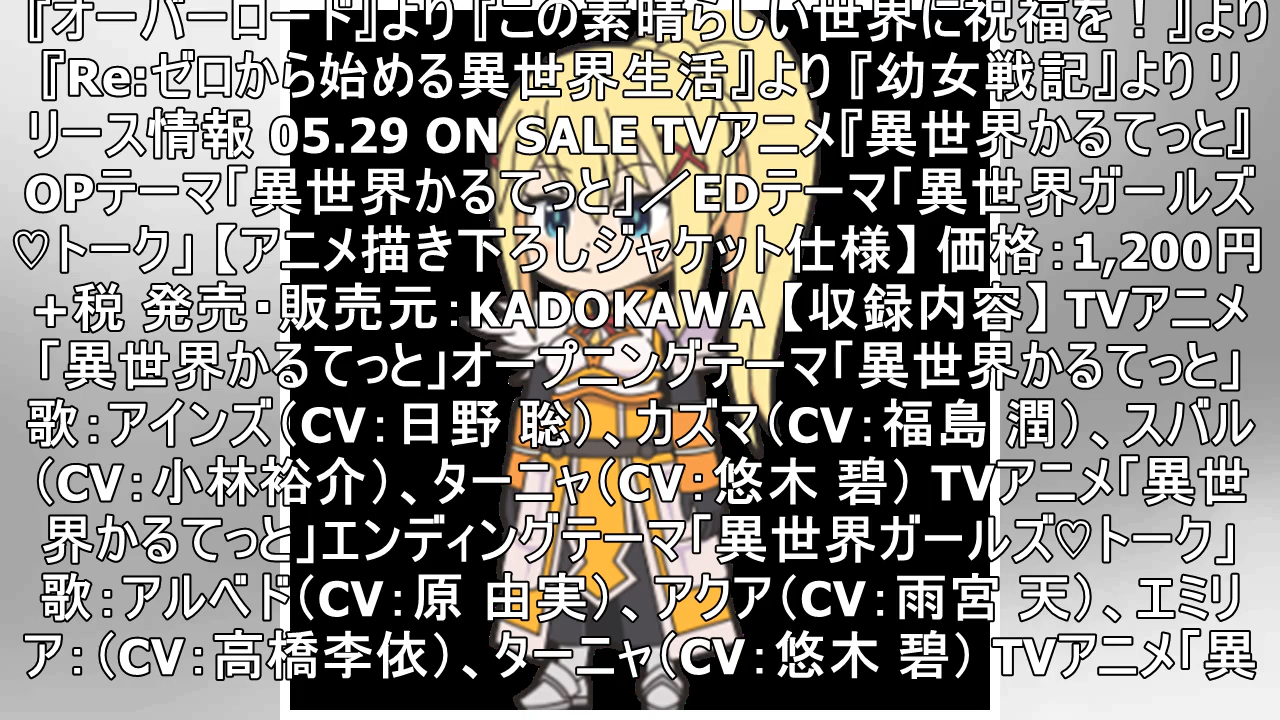 『オーバーロード』より『この素晴らしい世界に祝福を！』より
『Re:ゼロから始める異世界生活』より『幼女戦記』よりリ
リース情報 05.29 ON SALE TVアニメ『異世界かるてっと』
OPテーマ「異世界かるてっと」／EDテーマ「異世界ガールズ
♡トーク」【アニメ描き下ろしジャケット仕様】 価格：1,200円
+税 発売・販売元：KADOKAWA【収録内容】 TVアニメ
「異世界かるてっと」オープニングテーマ「異世界かるてっと」
歌：アインズ（CV：日野 聡）、カズマ（CV：福島 潤）、スバル
（CV：小林裕介）、ターニャ（CV：悠木 碧） TVアニメ「異世
界かるてっと」エンディングテーマ「異世界ガールズ♡トーク」
歌：アルベド（CV：原 由実）、アクア（CV：雨宮 天）、エミリ
ア：（CV：高橋李依）、ターニャ（CV：悠木 碧） TVアニメ「異